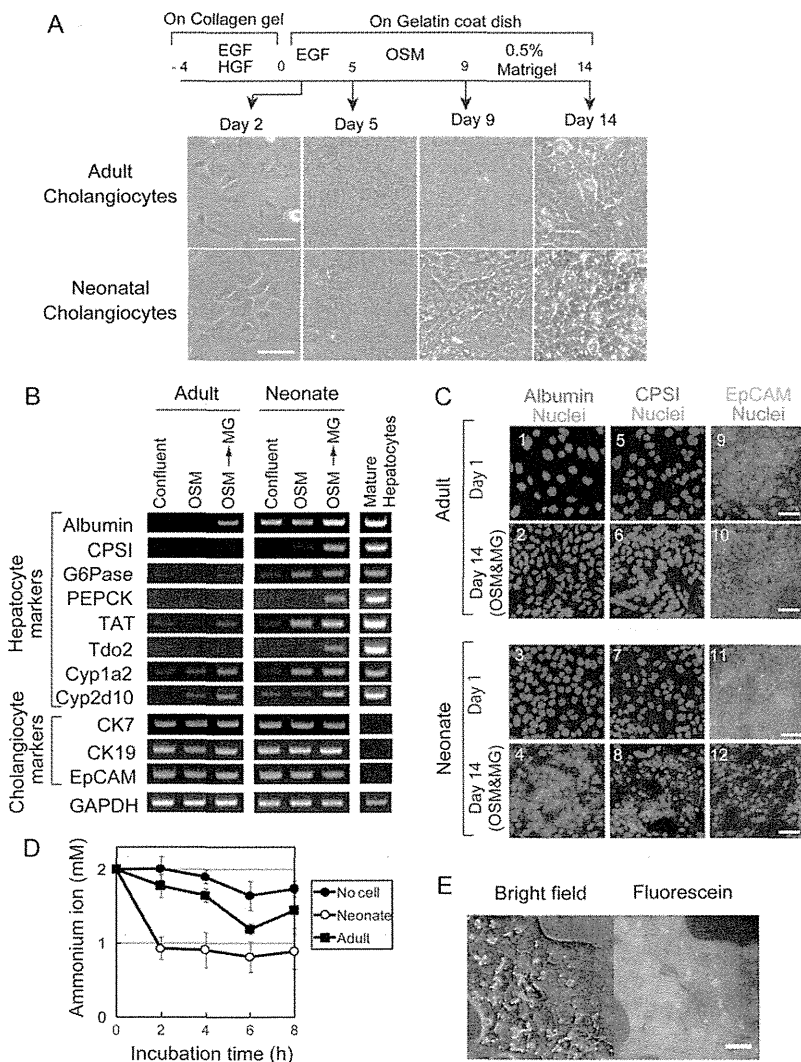 A
On Collagen gel
On Gelatin coat dish
EGF
HGF
EGF
OSM
0.5%
Matrigel
- 4
0
5
9
14
Day 2
Day 5
Day 9
Day 14
Adult
Cholangiocytes
Neonatal
Cholangiocytes
B
Adult
Neonate
Confluent
OSM
OSM → MG
Confluent
OSM
OSM → MG
Mature
Hepatocytes
Hepatocyte
markers
Albumin
CPSI
G6Pase
PEPCK
TAT
Tdo2
Cyp1a2
Cyp2d10
Cholangiocyte
markers
CK7
CK19
EpCAM
GAPDH
C
Albumin
Nuclei
CPSI
Nuclei
EpCAM
Nuclei
Adult
Day 1
1
5
9
Day 14
(OSM&MG)
2
6
10
Neonate
Day 1
3
7
11
Day 14
(OSM&MG)
4
8
12
D
Ammonium ion (mM)
2
1
0
0
2
4
6
8
Incubation time (h)
No cell
Neonate
Adult
E
Bright field
Fluorescein